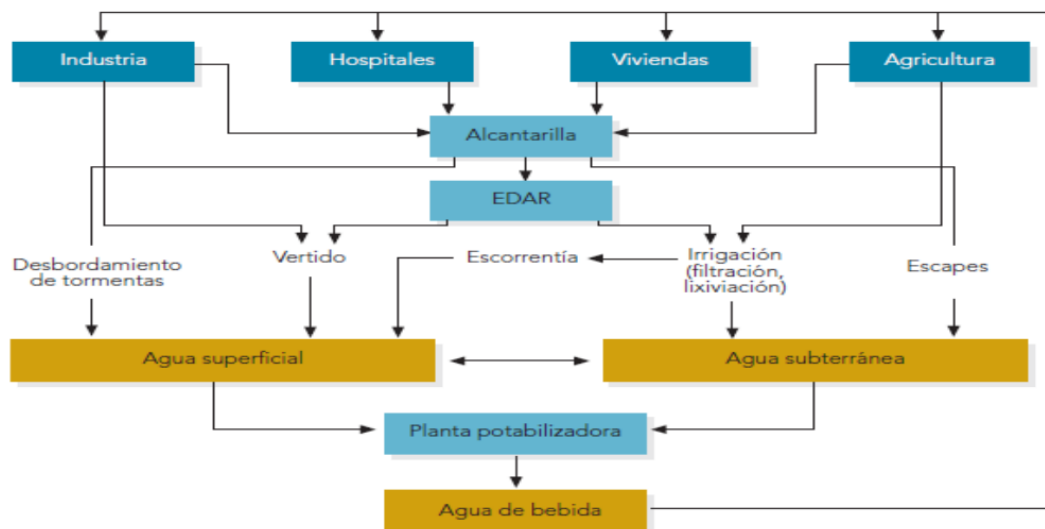 Industria
Hospitales
Viviendas
Agricultura
Alcantarilla
EDAR
Desbordamiento
de tormentas
Vertido
Escorrentía
Irrigación
(filtración,
lixiviación)
Escapes
Agua superficial
Agua subterránea
Planta potabilizadora
Agua de bebida